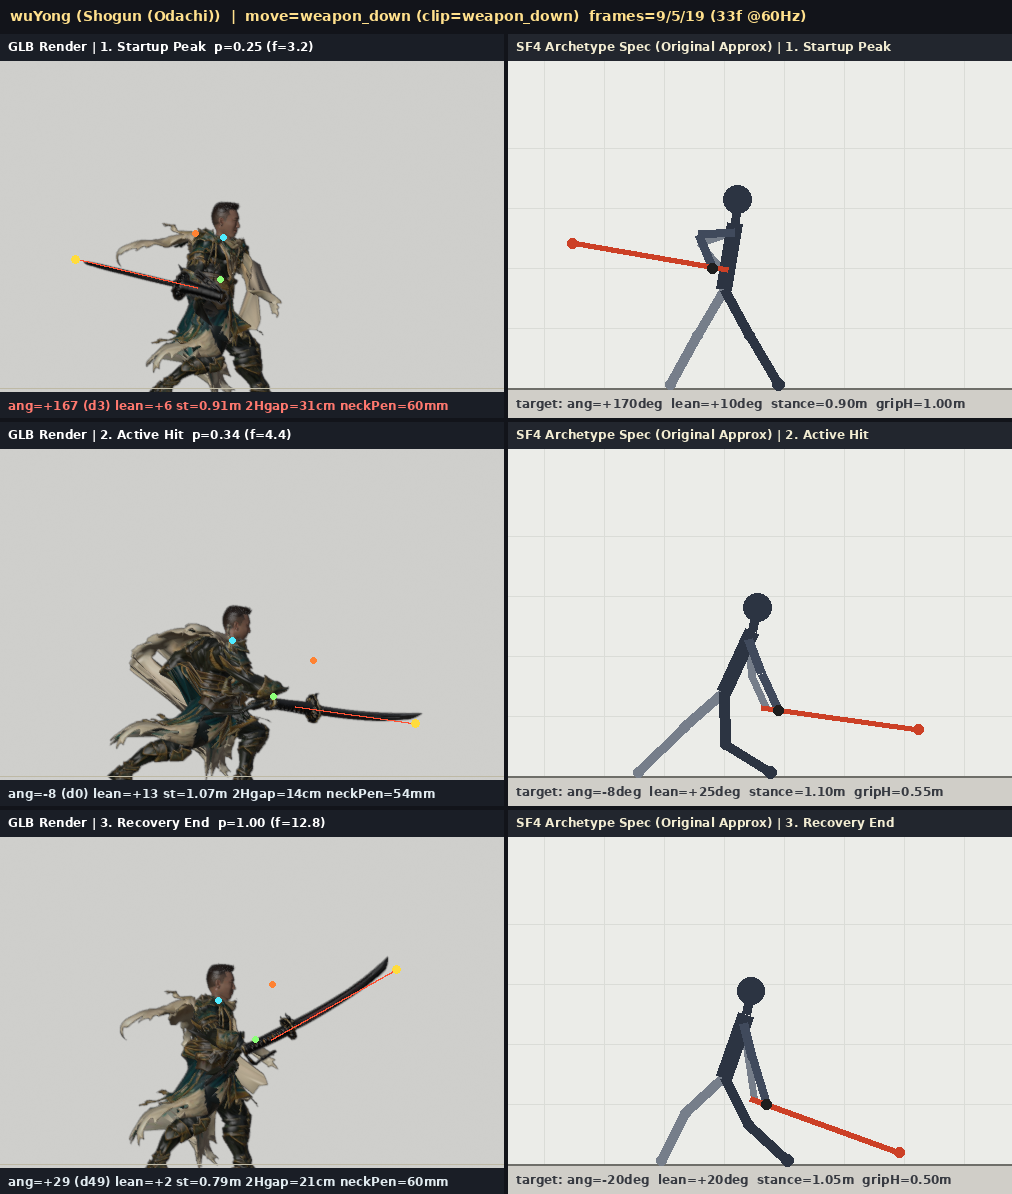 wuYong (Shogun (Odachi))  |  move=weapon_down (clip=weapon_down)  frames=9/5/19 (33f @60Hz)
GLB Render | 1. Startup Peak  p=0.25 (f=3.2)
SF4 Archetype Spec (Original Approx) | 1. Startup Peak
ang=+167 (d3) lean=+6 st=0.91m 2Hgap=31cm neckPen=60mm
target: ang=+170deg  lean=+10deg  stance=0.90m  gripH=1.00m
GLB Render | 2. Active Hit  p=0.34 (f=4.4)
SF4 Archetype Spec (Original Approx) | 2. Active Hit
ang=-8 (d0) lean=+13 st=1.07m 2Hgap=14cm neckPen=54mm
target: ang=-8deg  lean=+25deg  stance=1.10m  gripH=0.55m
GLB Render | 3. Recovery End  p=1.00 (f=12.8)
SF4 Archetype Spec (Original Approx) | 3. Recovery End
ang=+29 (d49) lean=+2 st=0.79m 2Hgap=21cm neckPen=60mm
target: ang=-20deg  lean=+20deg  stance=1.05m  gripH=0.50m